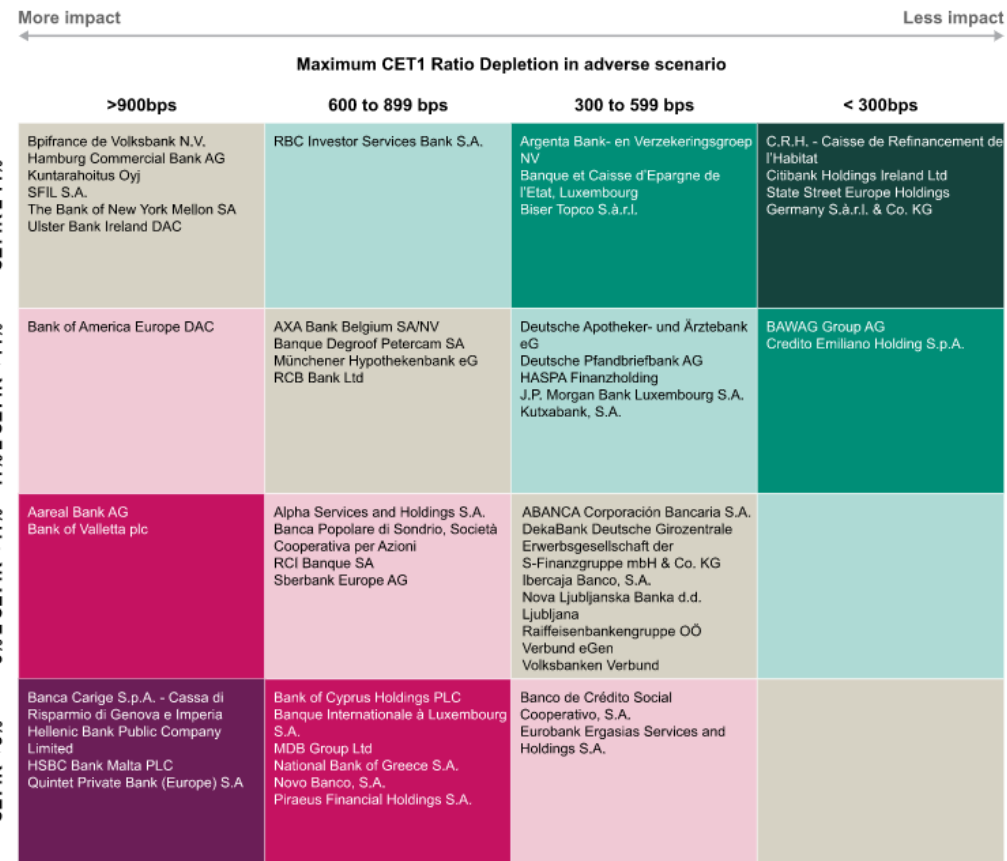 More impact
Less impact
Maximum CET1 Ratio Depletion in adverse scenario
>900bps
600 to 899 bps
300 to 599 bps
< 300bps
Bpifrance de Volksbank N.V.
Hamburg Commercial Bank AG
Kuntarahoitus Oyj
SFIL S.A.
The Bank of New York Mellon SA
Ulster Bank Ireland DAC
RBC Investor Services Bank S.A.
Argenta Bank- en Verzekeringsgroep
NV
Banque et Caisse d'Epargne de
l'Etat, Luxembourg
Biser Topco S.à.r.l.
C.R.H. - Caisse de Refinancement de
l'Habitat
Citibank Holdings Ireland Ltd
State Street Europe Holdings
Germany S.à.r.l. & Co. KG
Bank of America Europe DAC
AXA Bank Belgium SA/NV
Banque Degroof Petercam SA
Münchener Hypothekenbank eG
RCB Bank Ltd
Deutsche Apotheker- und Ärztebank
eG
Deutsche Pfandbriefbank AG
HASPA Finanzholding
J.P. Morgan Bank Luxembourg S.A.
Kutxabank, S.A.
BAWAG Group AG
Credito Emiliano Holding S.p.A.
Aareal Bank AG
Bank of Valletta plc
Alpha Services and Holdings S.A.
Banca Popolare di Sondrio, Società
Cooperativa per Azioni
RCI Banque SA
Sberbank Europe AG
ABANCA Corporación Bancaria S.A.
DekaBank Deutsche Girozentrale
Erwerbsgesellschaft der
S-Finanzgruppe mbH & Co. KG
Ibercaja Banco, S.A.
Nova Ljubljanska Banka d.d.
Ljubljana
Raiffeisenbankengruppe OÖ
Verbund eGen
Volksbanken Verbund
Banca Carige S.p.A. - Cassa di
Risparmio di Genova e Imperia
Hellenic Bank Public Company
Limited
HSBC Bank Malta PLC
Quintet Private Bank (Europe) S.A
Bank of Cyprus Holdings PLC
Banque Internationale à Luxembourg
S.A.
MDB Group Ltd
National Bank of Greece S.A.
Novo Banco, S.A.
Piraeus Financial Holdings S.A.
Banco de Crédito Social
Cooperativo, S.A.
Eurobank Ergasias Services and
Holdings S.A.